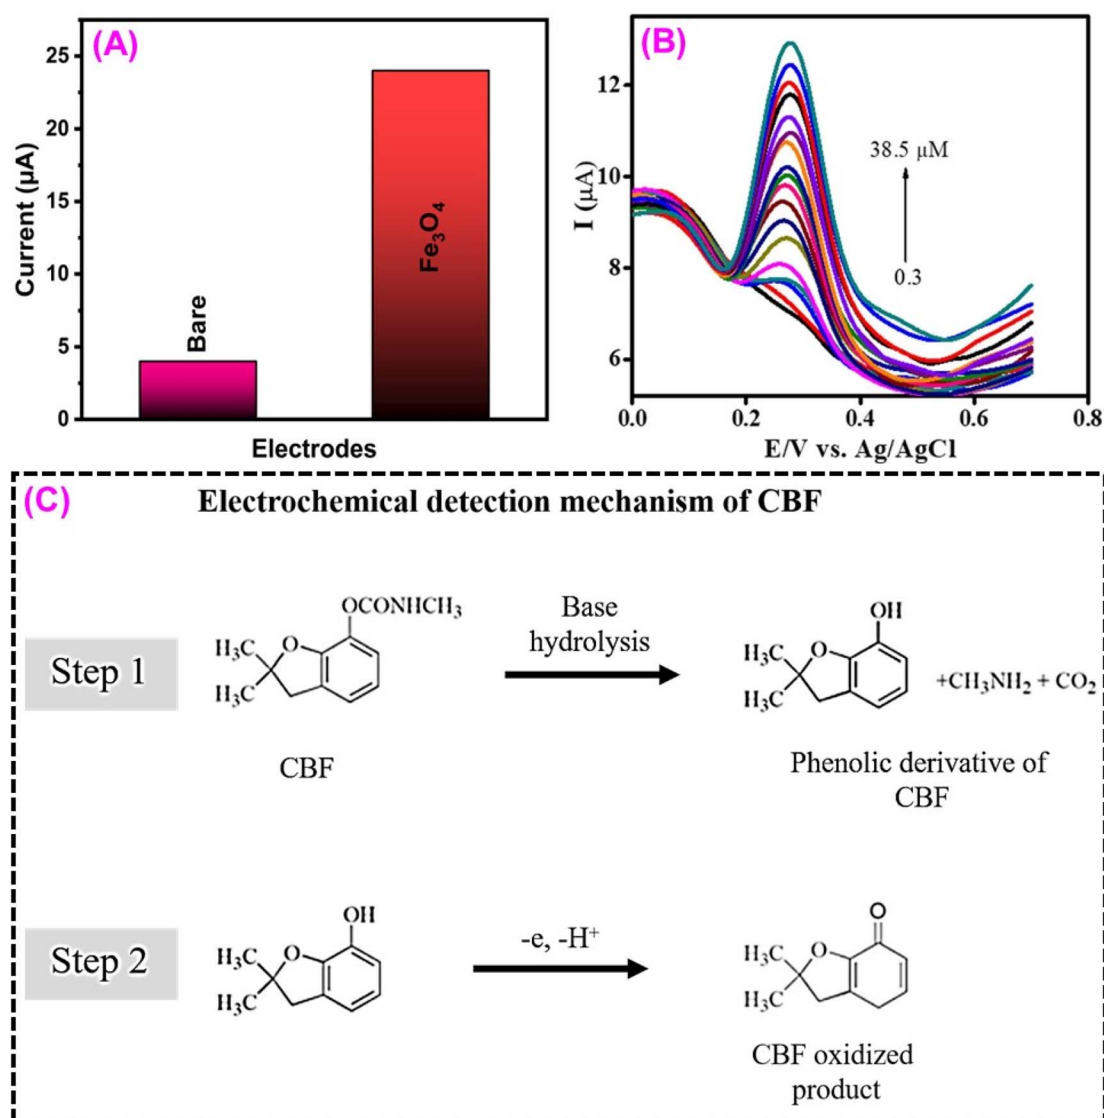 (A)
25
20
15
10
5
0
Current (µA)
Bare
Fe₃O₄
Electrodes
(B)
12
10
8
6
I (µA)
38.5 µM
0.3
0.0 0.2 0.4 0.6 0.8
E/V vs. Ag/AgCl
(C)
Electrochemical detection mechanism of CBF
Step 1
OCONHCH₃
H₃C
O
H₃C
CBF
Base
hydrolysis
OH
H₃C
O
H₃C
+CH₃NH₂ + CO₂
Phenolic derivative of
CBF
Step 2
OH
H₃C
O
H₃C
-e, -H⁺
O
H₃C
O
H₃C
CBF oxidized
product